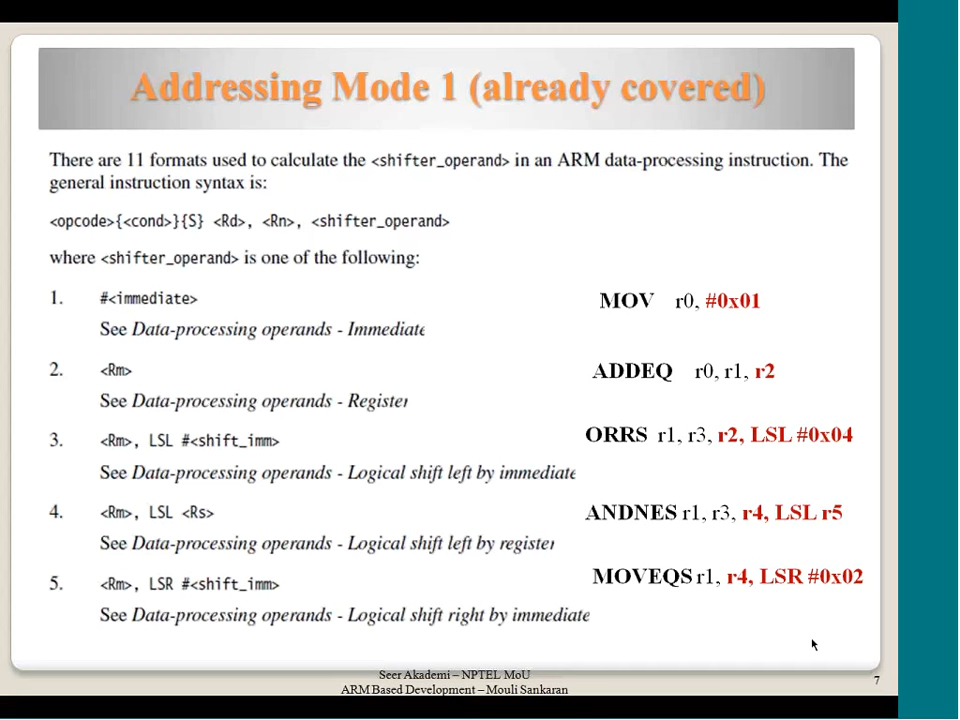 Addressing Mode 1 (already covered)
There are 11 formats used to calculate the <shifter_operand> in an ARM data-processing instruction. The
general instruction syntax is:
<opcode>{<cond>}{S} <Rd>, <Rn>, <shifter_operand>
where <shifter_operand> is one of the following:
1. #<immediate> MOV r0, #0x01
See Data-processing operands - Immediate
2. <Rm> ADDEQ r0, r1, r2
See Data-processing operands - Register
3. <Rm>, LSL #<shift_imm> ORRS r1, r3, r2, LSL #0x04
See Data-processing operands - Logical shift left by immediate
4. <Rm>, LSL <Rs> ANDNES r1, r3, r4, LSL r5
See Data-processing operands - Logical shift left by register
5. <Rm>, LSR #<shift_imm> MOVEQS r1, r4, LSR #0x02
See Data-processing operands - Logical shift right by immediate
Seer Akademi – NPTEL MoU
ARM Based Development – Mouli Sankaran
7